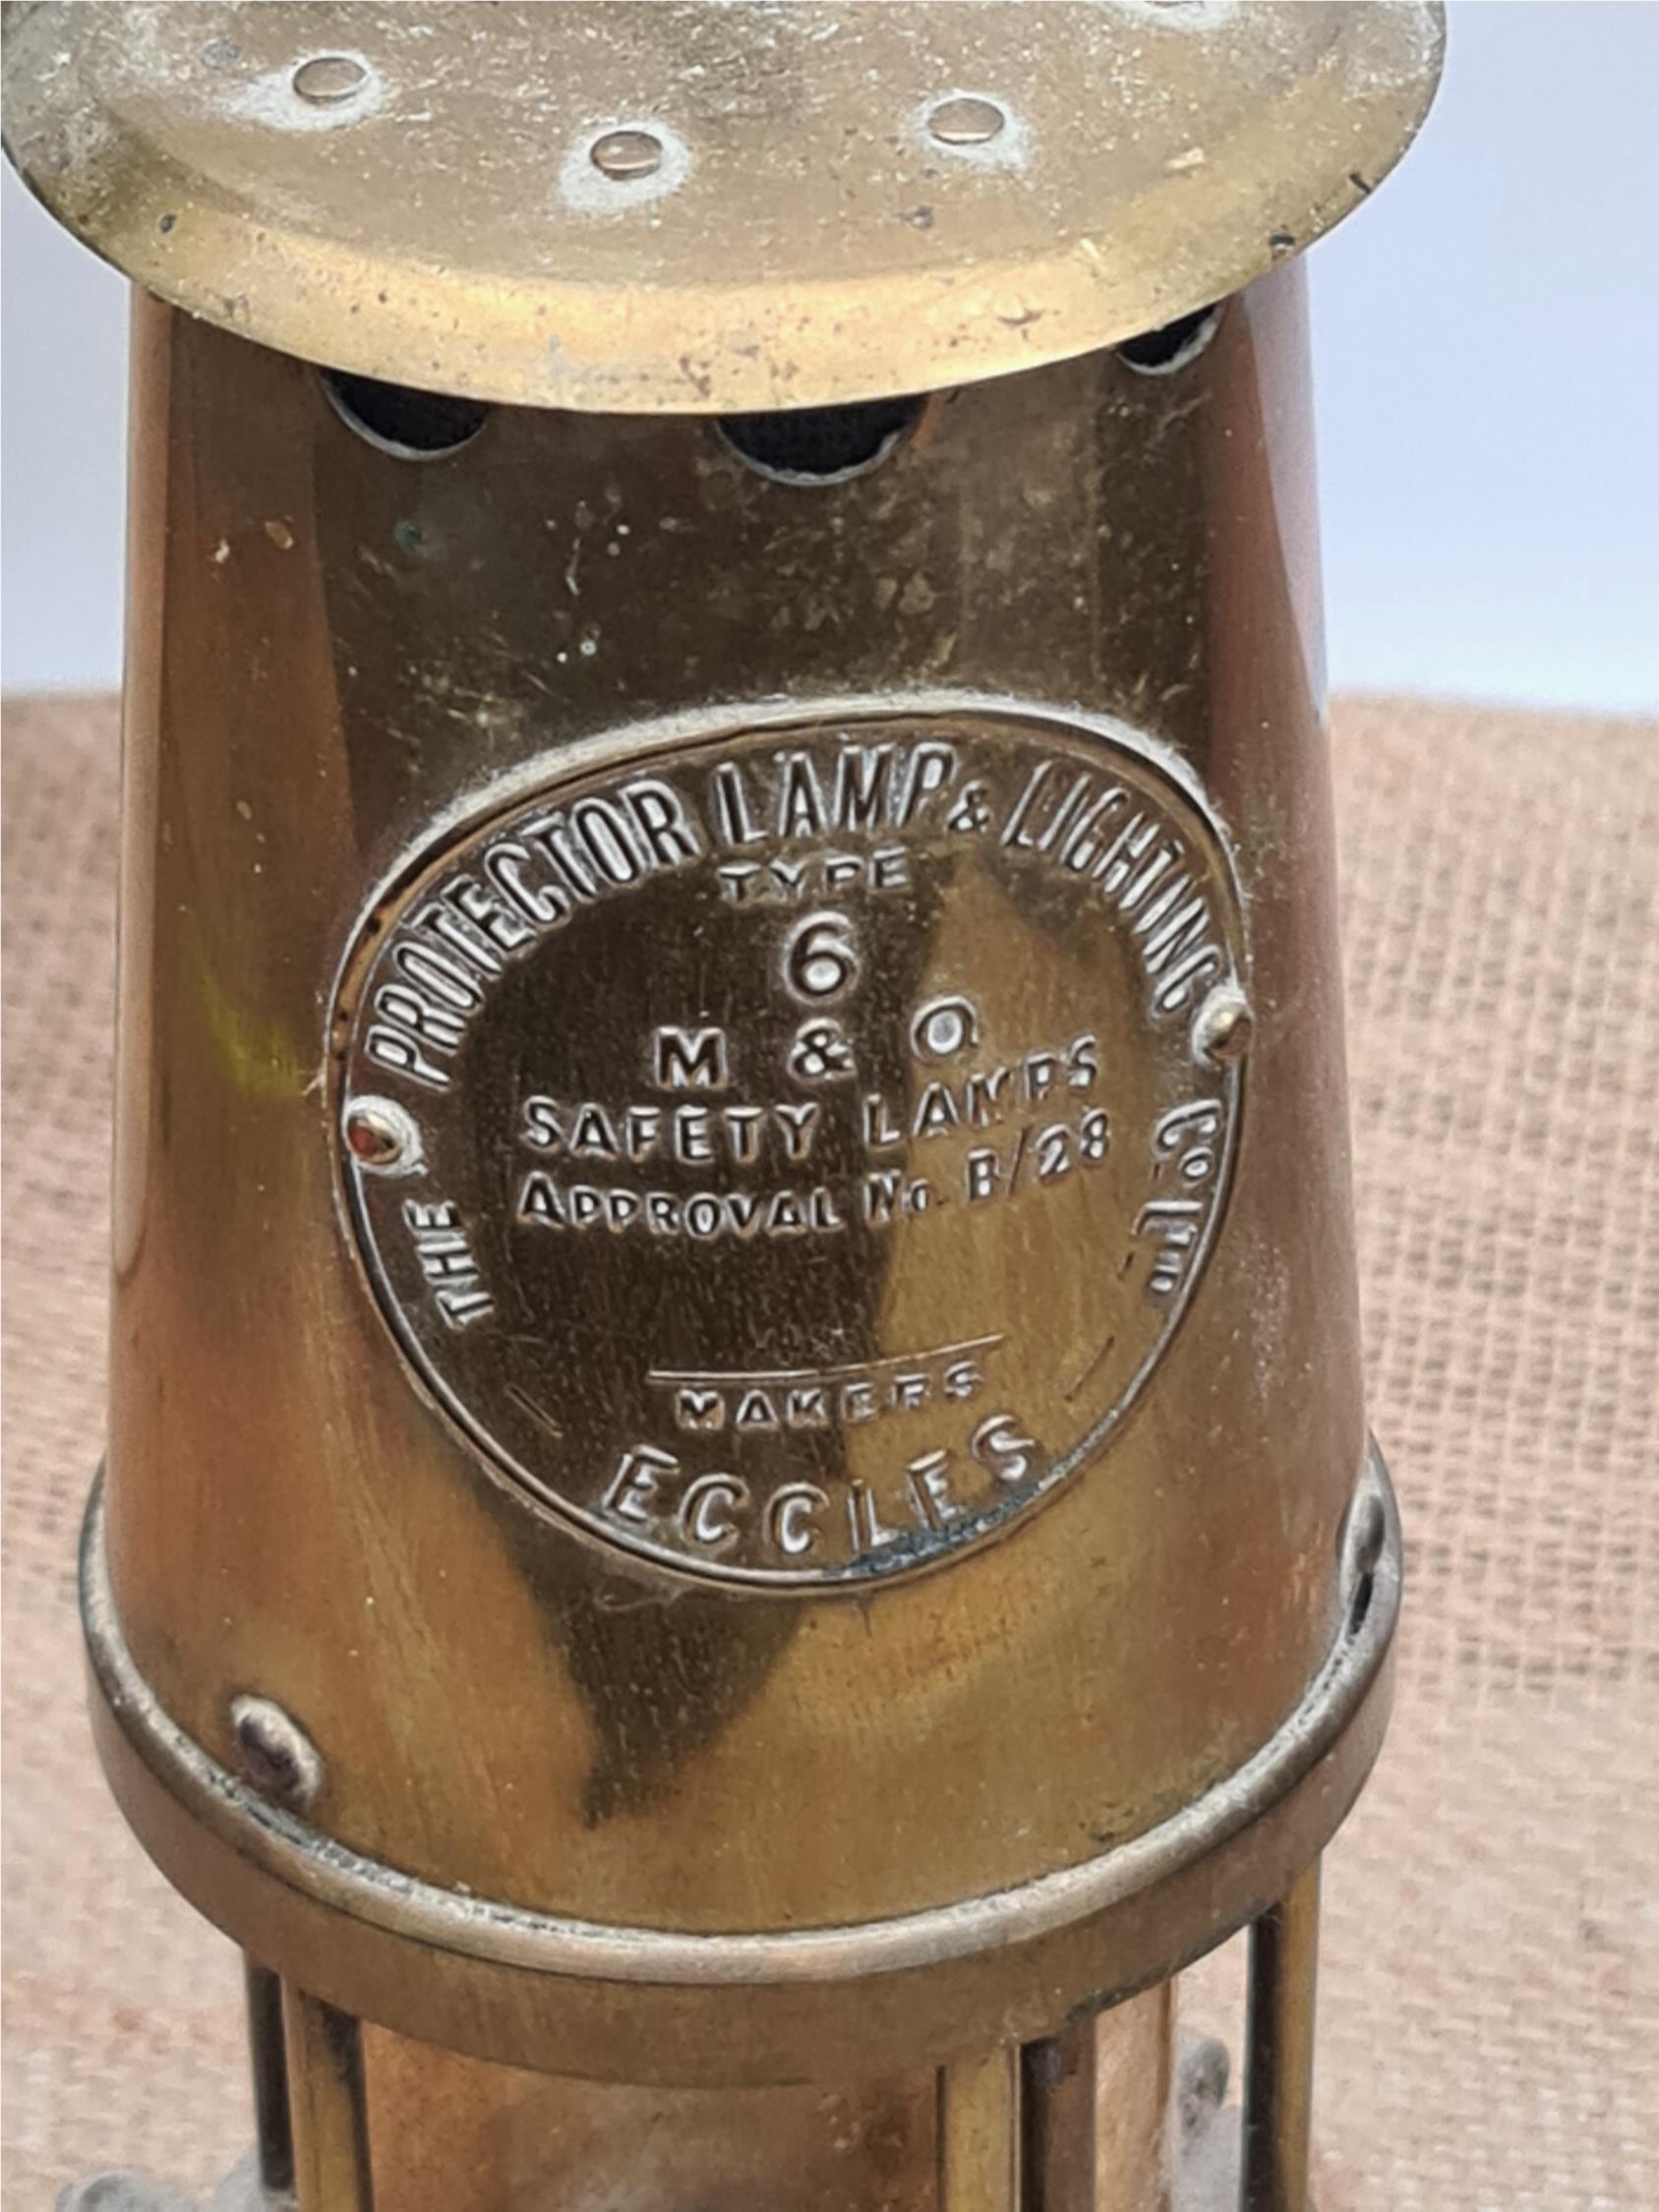 THE PROTECTOR LAMP & LIGHTING CO LTD.
TYPE
6
M & Q
SAFETY LAMPS
APPROVAL No. B/28
MAKERS
ECCLES